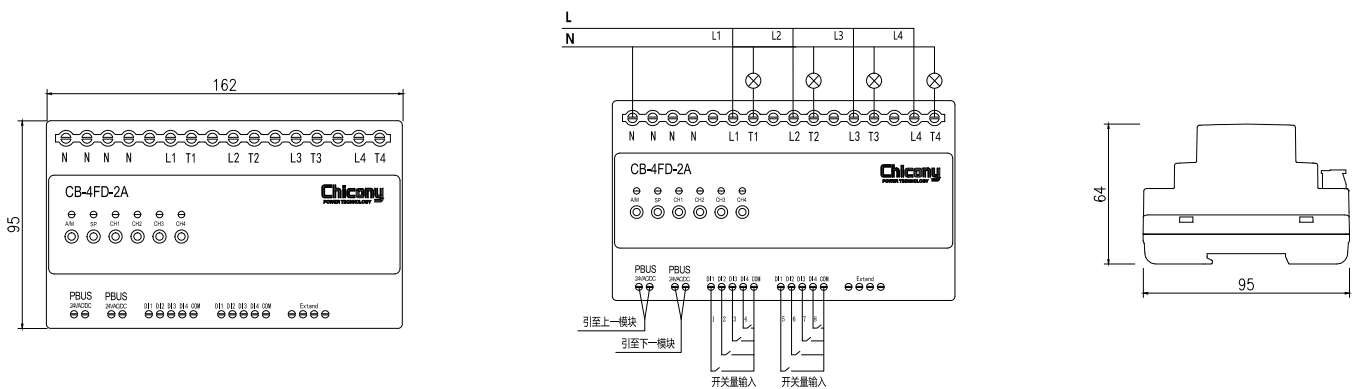 162
95
N N N N L1 T1 L2 T2 L3 T3 L4 T4
CB-4FD-2A
Chicony
POWER TECHNOLOGY
A/M SP CH1 CH2 CH3 CH4
PBUS PBUS
24VAC/DC 24VAC/DC
DI1 DI2 DI3 DI4 COM DI1 DI2 DI3 DI4 COM Extend
L
N
L1 L2 L3 L4
N N N N L1 T1 L2 T2 L3 T3 L4 T4
CB-4FD-2A
Chicony
POWER TECHNOLOGY
A/M SP CH1 CH2 CH3 CH4
PBUS PBUS
24VAC/DC 24VAC/DC
DI1 DI2 DI3 DI4 COM DI1 DI2 DI3 DI4 COM Extend
引至上一模块
1 2 3 4 5 6 7 8
引至下一模块
开关量输入 开关量输入
64
95